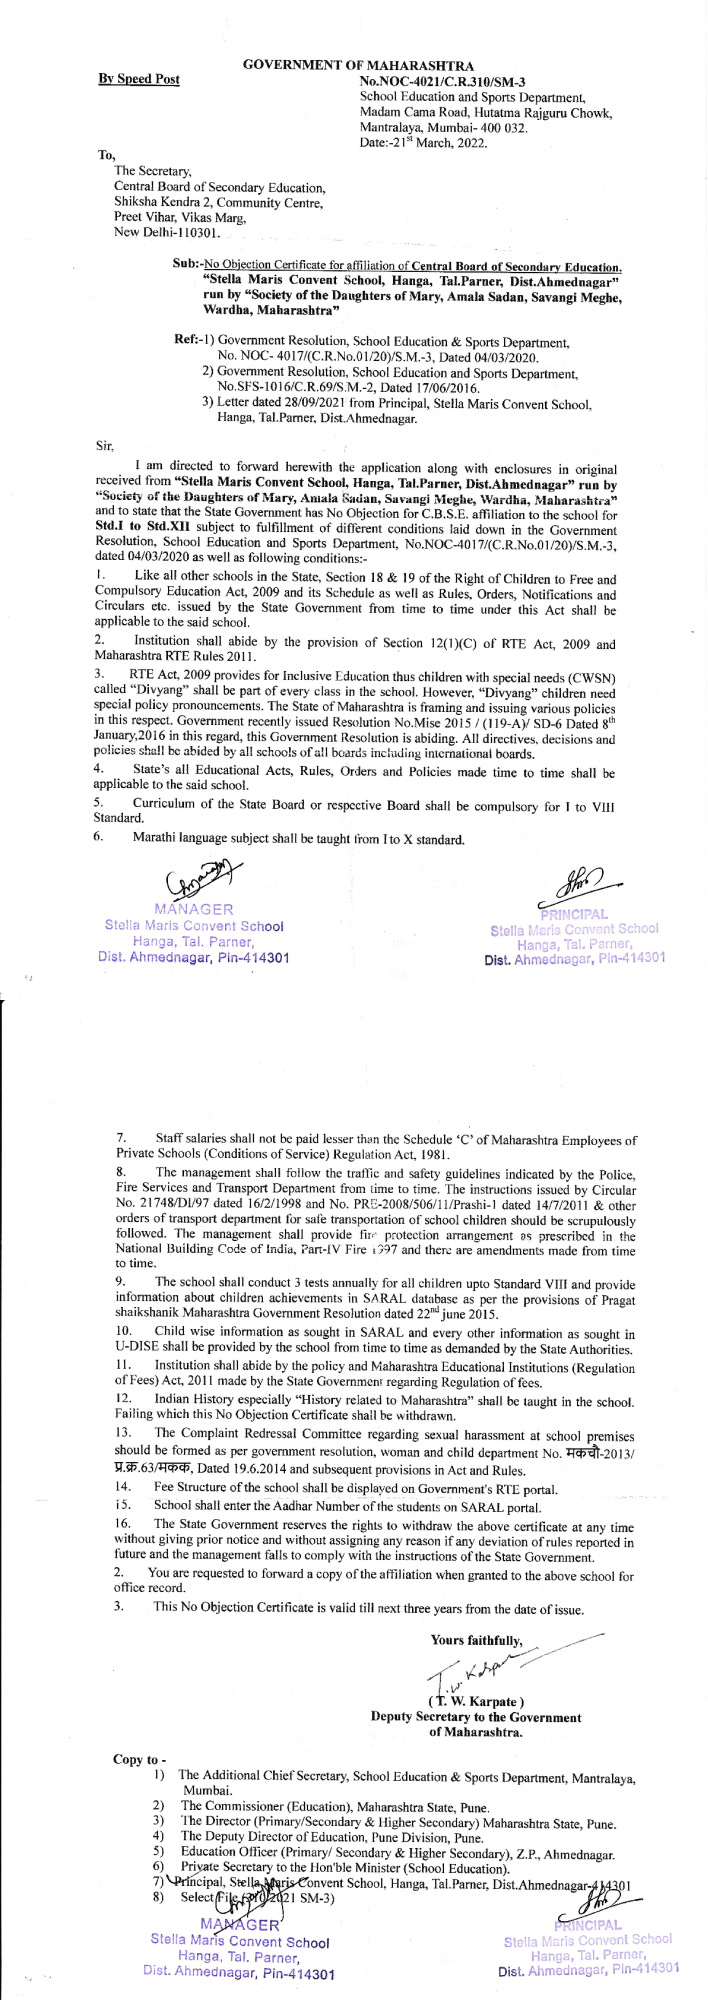 GOVERNMENT OF MAHARASHTRA
By Speed Post
No.NOC-4021/C.R.310/SM-3
School Education and Sports Department,
Madam Cama Road, Hutatma Rajguru Chowk,
Mantralaya, Mumbai- 400 032.
Date:-21st March, 2022.
To,
The Secretary,
Central Board of Secondary Education,
Shiksha Kendra 2, Community Centre,
Preet Vihar, Vikas Marg,
New Delhi-110301.
Sub:-No Objection Certificate for affiliation of Central Board of Secondary Education.
"Stella Maris Convent School, Hanga, Tal.Parner, Dist.Ahmednagar"
run by "Society of the Daughters of Mary, Amala Sadan, Savangi Meghe,
Wardha, Maharashtra"
Ref:-1) Government Resolution, School Education & Sports Department,
No. NOC- 4017/(C.R.No.01/20)/S.M.-3, Dated 04/03/2020.
2) Government Resolution, School Education and Sports Department,
No.SFS-1016/C.R.69/S.M.-2, Dated 17/06/2016.
3) Letter dated 28/09/2021 from Principal, Stella Maris Convent School,
Hanga, Tal.Parner, Dist.Ahmednagar.
Sir,
I am directed to forward herewith the application along with enclosures in original
received from "Stella Maris Convent School, Hanga, Tal.Parner, Dist.Ahmednagar" run by
"Society of the Daughters of Mary, Amala Sadan, Savangi Meghe, Wardha, Maharashtra"
and to state that the State Government has No Objection for C.B.S.E. affiliation to the school for
Std.I to Std.XII subject to fulfillment of different conditions laid down in the Government
Resolution, School Education and Sports Department, No.NOC-4017/(C.R.No.01/20)/S.M.-3,
dated 04/03/2020 as well as following conditions:-
1. Like all other schools in the State, Section 18 & 19 of the Right of Children to Free and
Compulsory Education Act, 2009 and its Schedule as well as Rules, Orders, Notifications and
Circulars etc. issued by the State Government from time to time under this Act shall be
applicable to the said school.
2. Institution shall abide by the provision of Section 12(1)(C) of RTE Act, 2009 and
Maharashtra RTE Rules 2011.
3. RTE Act, 2009 provides for Inclusive Education thus children with special needs (CWSN)
called "Divyang" shall be part of every class in the school. However, "Divyang" children need
special policy pronouncements. The State of Maharashtra is framing and issuing various policies
in this respect. Government recently issued Resolution No.Mise 2015 / (119-A)/ SD-6 Dated 8th
January,2016 in this regard, this Government Resolution is abiding. All directives, decisions and
policies shall be abided by all schools of all boards including international boards.
4. State's all Educational Acts, Rules, Orders and Policies made time to time shall be
applicable to the said school.
5. Curriculum of the State Board or respective Board shall be compulsory for I to VIII
Standard.
6. Marathi language subject shall be taught from I to X standard.
MANAGER
Stella Maris Convent School
Hanga, Tal. Parner,
Dist. Ahmednagar, Pin-414301
PRINCIPAL
Stella Maris Convent School
Hanga, Tal. Parner,
Dist. Ahmednagar, Pin-414301
7. Staff salaries shall not be paid lesser than the Schedule 'C' of Maharashtra Employees of
Private Schools (Conditions of Service) Regulation Act, 1981.
8. The management shall follow the traffic and safety guidelines indicated by the Police,
Fire Services and Transport Department from time to time. The instructions issued by Circular
No. 21748/DI/97 dated 16/2/1998 and No. PRE-2008/506/11/Prashi-1 dated 14/7/2011 & other
orders of transport department for safe transportation of school children should be scrupulously
followed. The management shall provide fire protection arrangement as prescribed in the
National Building Code of India, Part-IV Fire 1997 and there are amendments made from time
to time.
9. The school shall conduct 3 tests annually for all children upto Standard VIII and provide
information about children achievements in SARAL database as per the provisions of Pragat
shaikshanik Maharashtra Government Resolution dated 22nd june 2015.
10. Child wise information as sought in SARAL and every other information as sought in
U-DISE shall be provided by the school from time to time as demanded by the State Authorities.
11. Institution shall abide by the policy and Maharashtra Educational Institutions (Regulation
of Fees) Act, 2011 made by the State Government regarding Regulation of fees.
12. Indian History especially "History related to Maharashtra" shall be taught in the school.
Failing which this No Objection Certificate shall be withdrawn.
13. The Complaint Redressal Committee regarding sexual harassment at school premises
should be formed as per government resolution, woman and child department No. मकचौ-2013/
प्र.क्र.63/मकक, Dated 19.6.2014 and subsequent provisions in Act and Rules.
14. Fee Structure of the school shall be displayed on Government's RTE portal.
15. School shall enter the Aadhar Number of the students on SARAL portal.
16. The State Government reserves the rights to withdraw the above certificate at any time
without giving prior notice and without assigning any reason if any deviation of rules reported in
future and the management falls to comply with the instructions of the State Government.
2. You are requested to forward a copy of the affiliation when granted to the above school for
office record.
3. This No Objection Certificate is valid till next three years from the date of issue.
Yours faithfully,
T.W. Karpate
( T. W. Karpate )
Deputy Secretary to the Government
of Maharashtra.
Copy to -
1) The Additional Chief Secretary, School Education & Sports Department, Mantralaya,
Mumbai.
2) The Commissioner (Education), Maharashtra State, Pune.
3) The Director (Primary/Secondary & Higher Secondary) Maharashtra State, Pune.
4) The Deputy Director of Education, Pune Division, Pune.
5) Education Officer (Primary/ Secondary & Higher Secondary), Z.P., Ahmednagar.
6) Private Secretary to the Hon'ble Minister (School Education).
7) Principal, Stella Maris Convent School, Hanga, Tal.Parner, Dist.Ahmednagar-414301
8) Select File (310/2021 SM-3)
MANAGER
Stella Maris Convent School
Hanga, Tal. Parner,
Dist. Ahmednagar, Pin-414301
PRINCIPAL
Stella Maris Convent School
Hanga, Tal. Parner,
Dist. Ahmednagar, Pin-414301